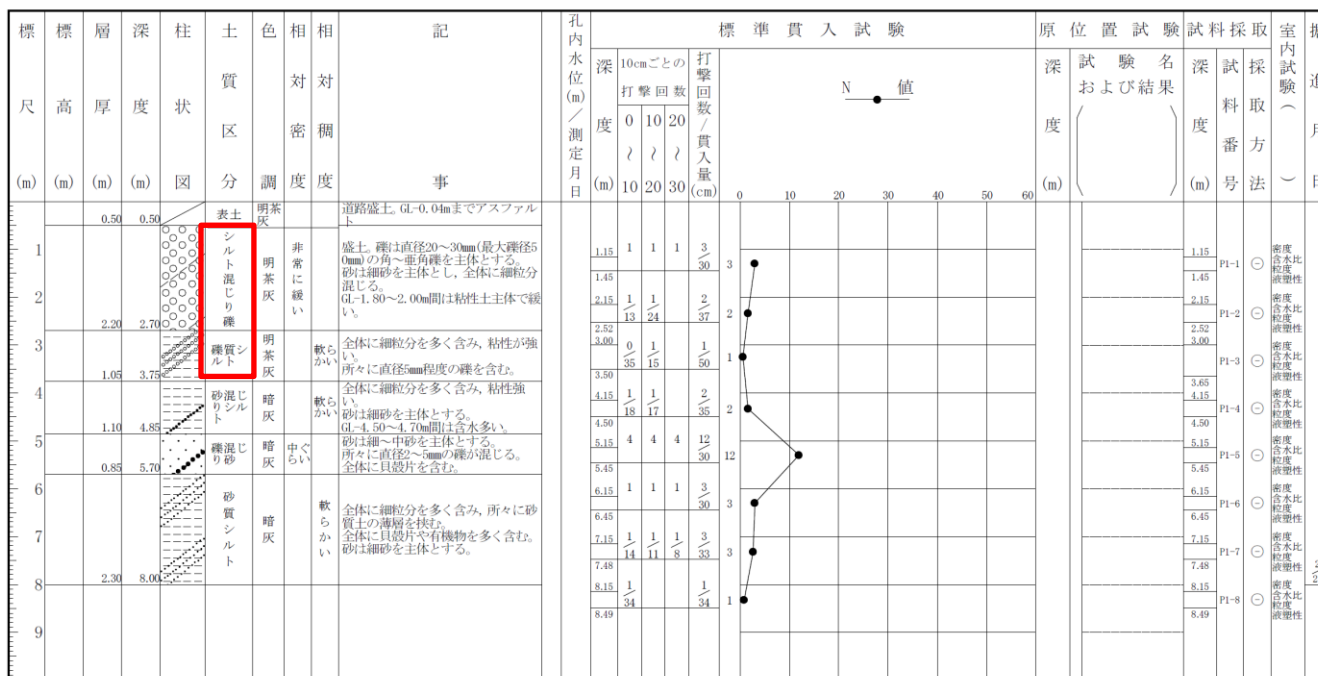 標尺(m)
標高(m)
層厚(m)
深度(m)
柱状図
土質区分
色調
相対密度
相対稠度
記事
孔内水位(m)/測定月日
標準貫入試験
深度(m)
10cmごとの打撃回数
0〜10
10〜20
20〜30
打撃回数/貫入量(cm)
N 値
0 10 20 30 40 50 60
原位置試験
深度(m)
試験名および結果
試料採取
深度(m)
試料番号
採取方法
室内試験( )
月
0.50 0.50 表土 明茶灰
道路盛土。GL-0.04mまでアスファル
ト
1
2
2.20 2.70 シルト混じり礫 明茶灰 非常に緩い
盛土。礫は直径20〜30mm(最大礫径5
0mm)の角〜亜角礫を主体とする。
砂は細砂を主体とし,全体に細粒分
混じる。
GL-1.80〜2.00m間は粘性土主体で緩
い。
3
1.05 3.75 礫質シルト 明茶灰 軟らかい
全体に細粒分を多く含み,粘性が強
い。
所々に直径5mm程度の礫を含む。
4
1.10 4.85 砂混じりシルト 暗灰 軟らかい
全体に細粒分を多く含み,粘性強
い。
砂は細砂を主体とする。
GL-4.50〜4.70m間は含水多い。
5
0.85 5.70 礫混じり砂 暗灰 中ぐらい
砂は細〜中砂を主体とする。
所々に直径2〜5mmの礫が混じる。
全体に貝殻片を含む。
6
7
8
2.30 8.00 砂質シルト 暗灰 軟らかい
全体に細粒分を多く含み,所々に砂
質土の薄層を挟む。
全体に貝殻片や有機物を多く含む。
砂は細砂を主体とする。
9
1.15 1 1 1 3/30 3
1.45
2.15 1/13 1/24 2/37 2
2.52
3.00 0/35 1/15 1/50 1
3.50
4.15 1/18 1/17 2/35 2
4.50
5.15 4 4 4 12/30 12
5.45
6.15 1 1 1 3/30 3
6.45
7.15 1/14 1/11 1/8 3/33 3
7.48
8.15 1/34 1/34 1
8.49
1.15 P1-1 密度 含水比 粒度 液塑性
1.45
2.15 P1-2 密度 含水比 粒度 液塑性
2.52
3.00 P1-3 密度 含水比 粒度 液塑性
3.65
4.15 P1-4 密度 含水比 粒度 液塑性
4.50
5.15 P1-5 密度 含水比 粒度 液塑性
5.45
6.15 P1-6 密度 含水比 粒度 液塑性
6.45
7.15 P1-7 密度 含水比 粒度 液塑性
7.48
8.15 P1-8 密度 含水比 粒度 液塑性
8.49